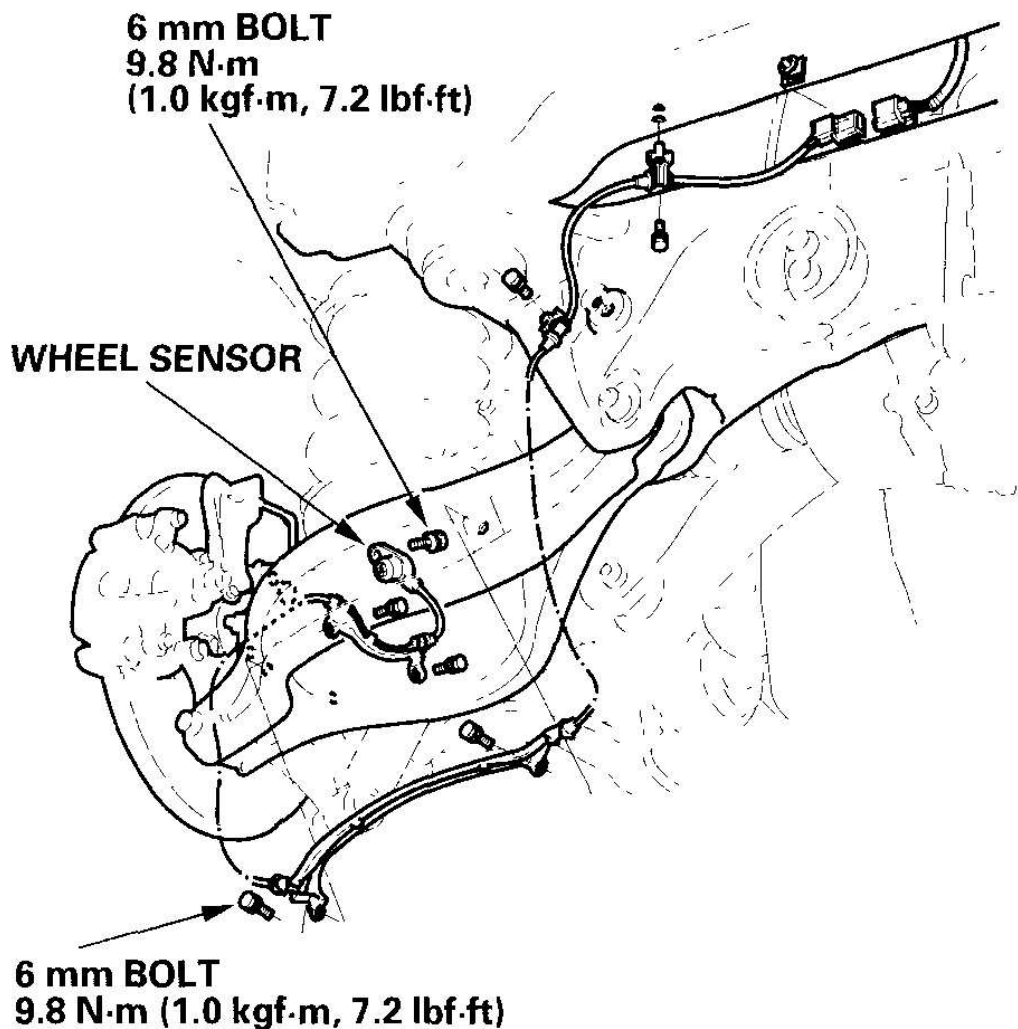 6 mm BOLT
9.8 N·m
(1.0 kgf·m, 7.2 lbf·ft)
WHEEL SENSOR
6 mm BOLT
9.8 N·m (1.0 kgf·m, 7.2 lbf·ft)